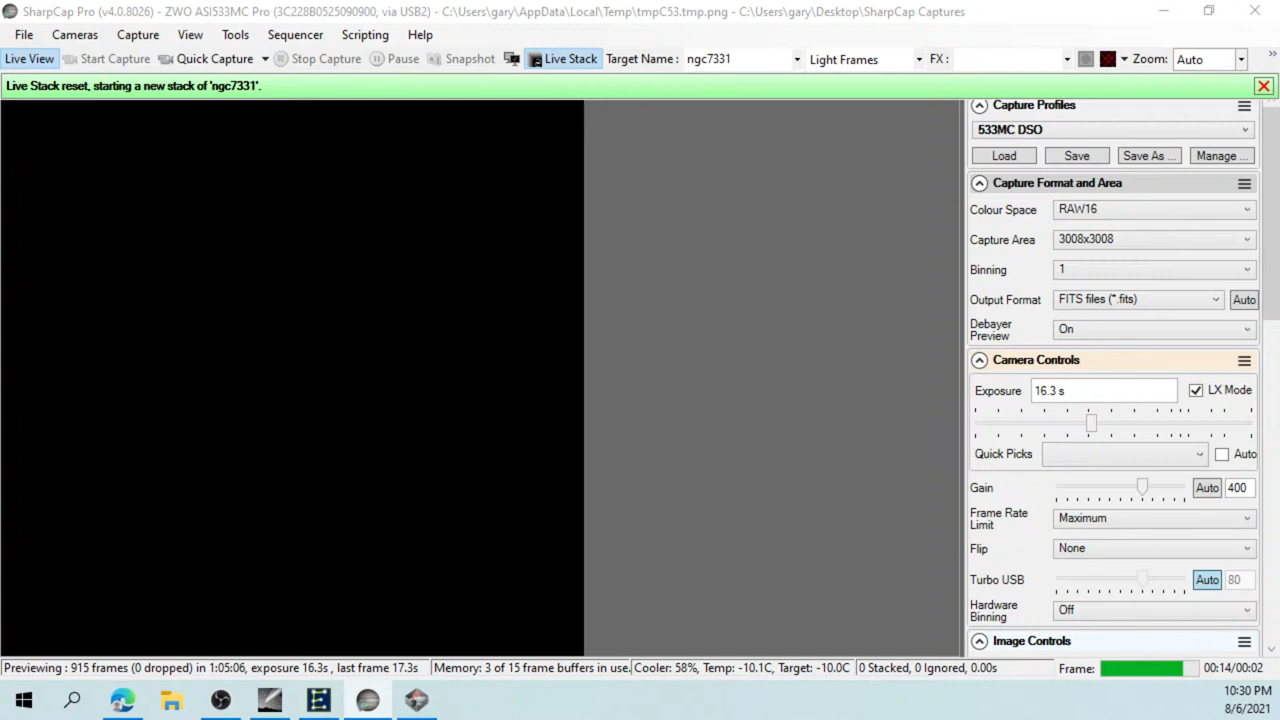 SharpCap Pro (v4.0.8026) - ZWO ASI533MC Pro (3C228B0525090900, via USB2) - C:\Users\gary\AppData\Local\Temp\tmpC53.tmp.png - C:\Users\gary\Desktop\SharpCap Captures
File Cameras Capture View Tools Sequencer Scripting Help
Live View Start Capture Quick Capture Stop Capture Pause Snapshot Live Stack Target Name : ngc7331 Light Frames FX : Zoom: Auto
Live Stack reset, starting a new stack of 'ngc7331'.
Capture Profiles
533MC DSO
Load Save Save As ... Manage ...
Capture Format and Area
Colour Space RAW16
Capture Area 3008x3008
Binning 1
Output Format FITS files (*.fits) Auto
Debayer Preview On
Camera Controls
Exposure 16.3 s LX Mode
Quick Picks Auto
Gain Auto 400
Frame Rate Limit Maximum
Flip None
Turbo USB Auto 80
Hardware Binning Off
Image Controls
Previewing : 915 frames (0 dropped) in 1:05:06, exposure 16.3s , last frame 17.3s Memory: 3 of 15 frame buffers in use. Cooler: 58%, Temp: -10.1C, Target: -10.0C 0 Stacked, 0 Ignored, 0.00s Frame: 00:14/00:02
10:30 PM
8/6/2021